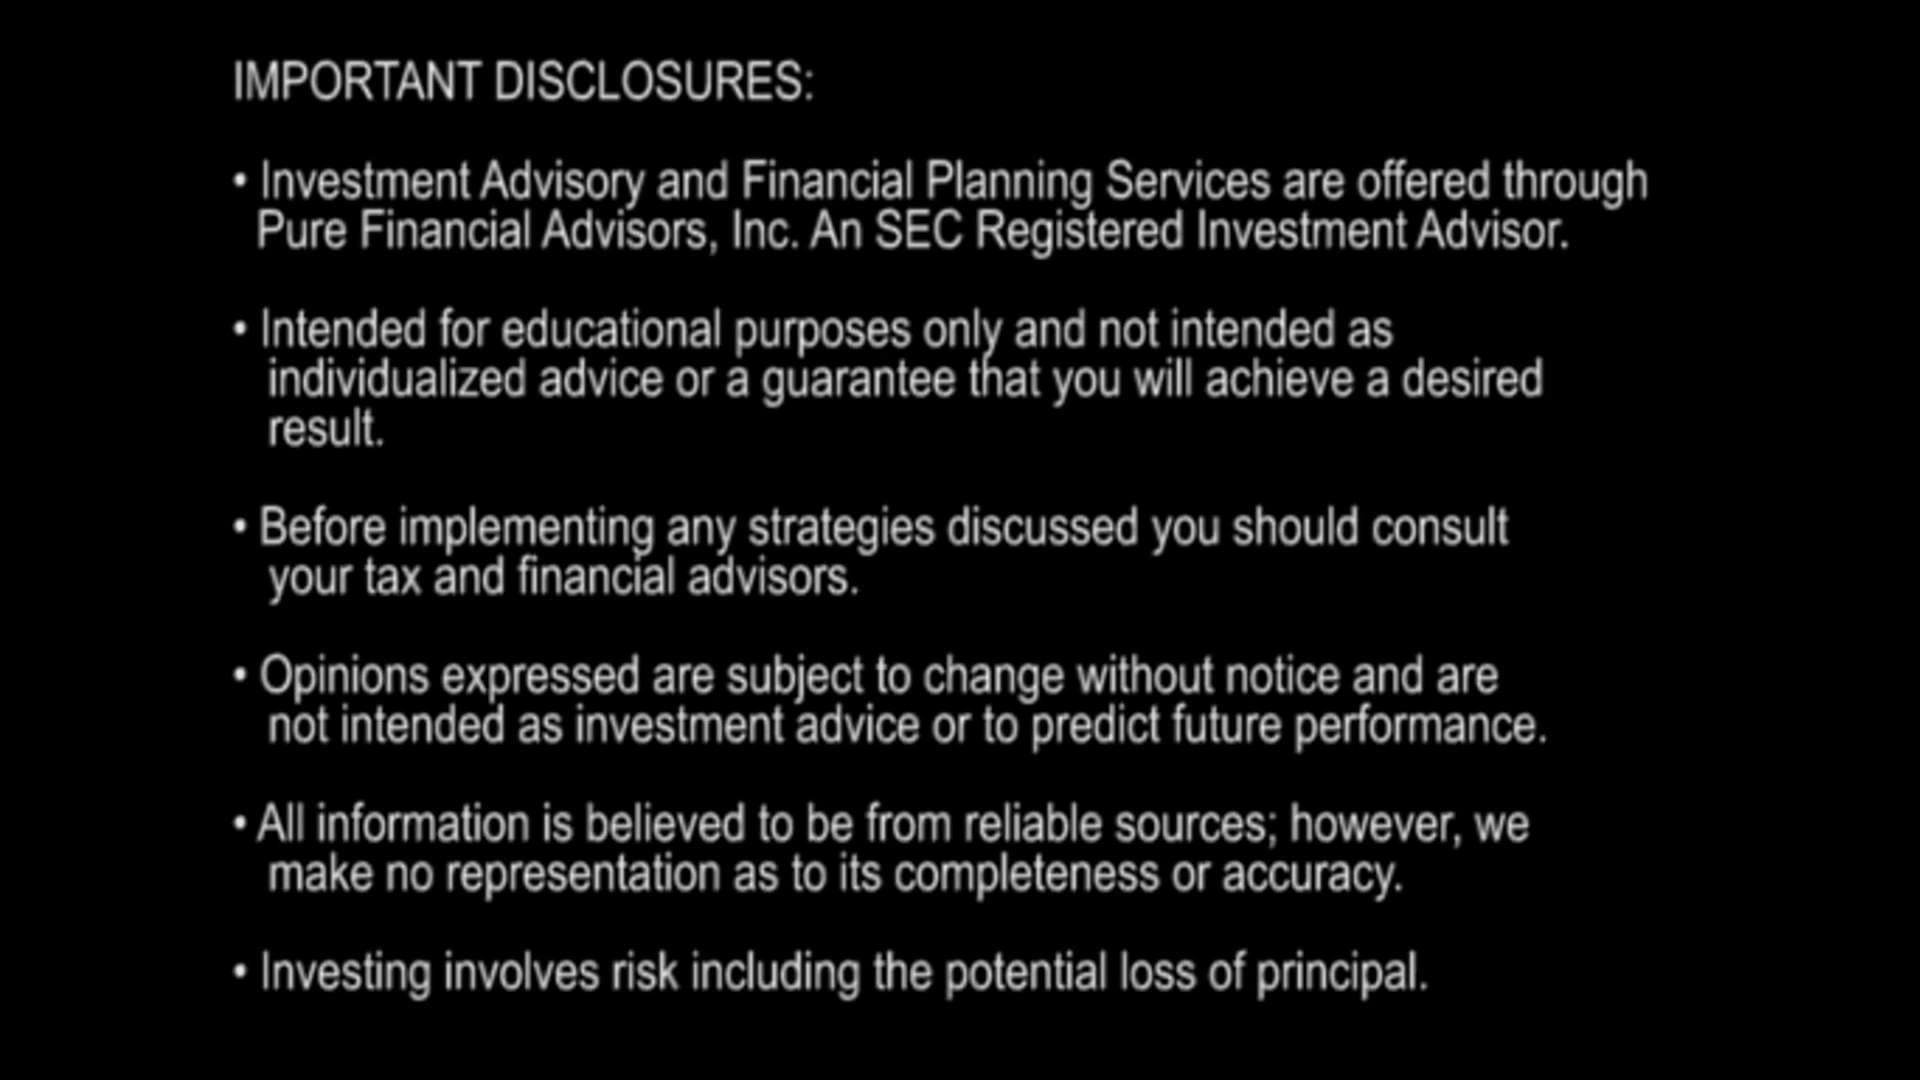 IMPORTANT DISCLOSURES:
• Investment Advisory and Financial Planning Services are offered through
Pure Financial Advisors, Inc. An SEC Registered Investment Advisor.
• Intended for educational purposes only and not intended as
individualized advice or a guarantee that you will achieve a desired
result.
• Before implementing any strategies discussed you should consult
your tax and financial advisors.
• Opinions expressed are subject to change without notice and are
not intended as investment advice or to predict future performance.
• All information is believed to be from reliable sources; however, we
make no representation as to its completeness or accuracy.
• Investing involves risk including the potential loss of principal.